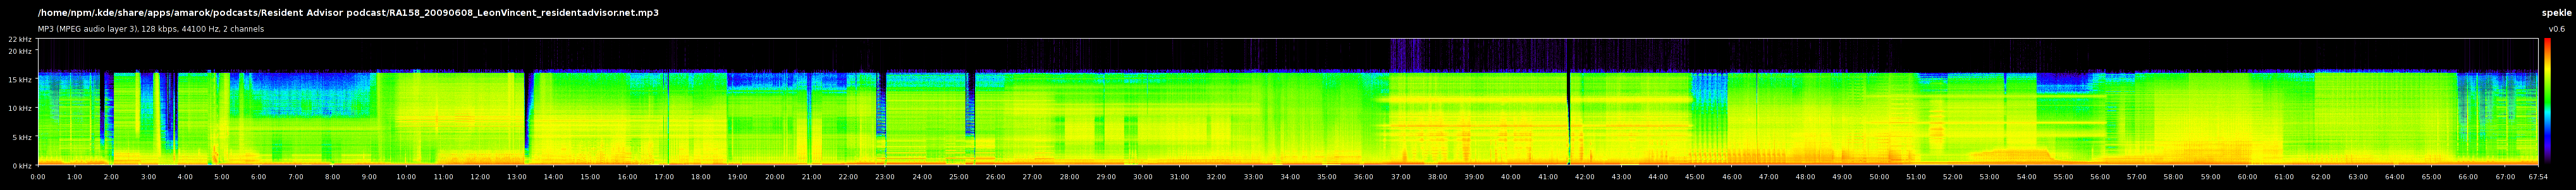 /home/npm/.kde/share/apps/amarok/podcasts/Resident Advisor podcast/RA158_20090608_LeonVincent_residentadvisor.net.mp3
spekle
MP3 (MPEG audio layer 3), 128 kbps, 44100 Hz, 2 channels
v0.6
22 kHz
20 kHz
15 kHz
10 kHz
5 kHz
0 kHz
0:00 1:00 2:00 3:00 4:00 5:00 6:00 7:00 8:00 9:00 10:00 11:00 12:00 13:00 14:00 15:00 16:00 17:00 18:00 19:00 20:00 21:00 22:00 23:00 24:00 25:00 26:00 27:00 28:00 29:00 30:00 31:00 32:00 33:00 34:00 35:00 36:00 37:00 38:00 39:00 40:00 41:00 42:00 43:00 44:00 45:00 46:00 47:00 48:00 49:00 50:00 51:00 52:00 53:00 54:00 55:00 56:00 57:00 58:00 59:00 60:00 61:00 62:00 63:00 64:00 65:00 66:00 67:00 67:54